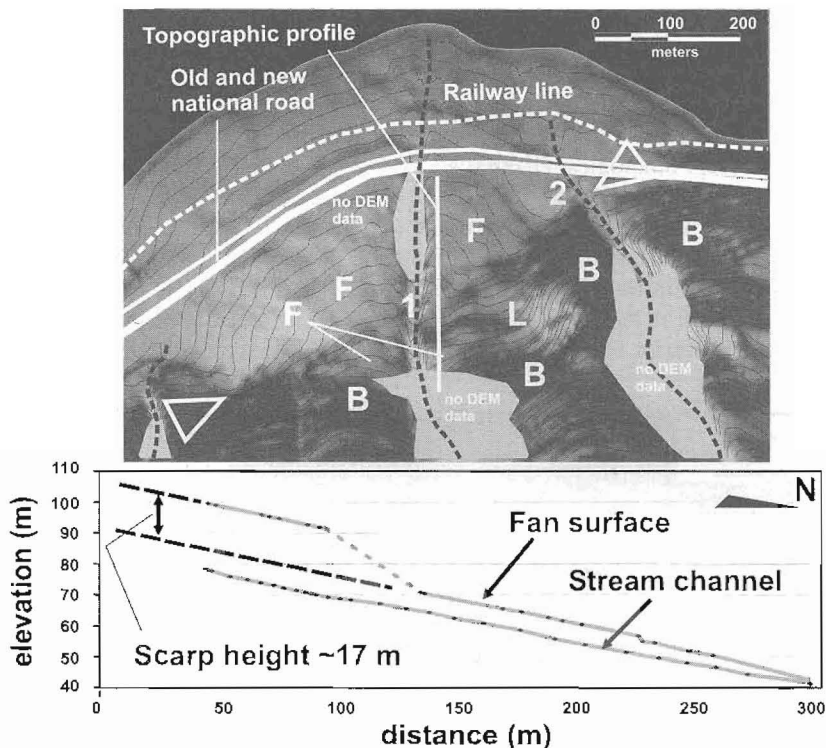 Topographic profile
0 100 200
meters
Old and new
national road
Railway line
no DEM
data
2
F
B
F
B
1
F
L
no DEM
data
B
B
no DEM
data
110
100
90
80
70
60
50
40
elevation (m)
N
Fan surface
Stream channel
Scarp height ~17 m
0 50 100 150 200 250 300
distance (m)